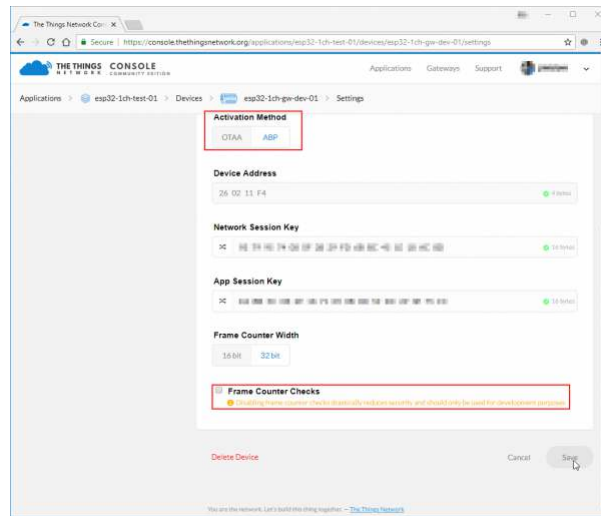 The Things Network Con
Secure | https://console.thethingsnetwork.org/applications/esp32-1ch-test-01/devices/esp32-1ch-gw-dev-01/settings
THE THINGS NETWORK CONSOLE COMMUNITY EDITION Applications Gateways Support
Applications > esp32-1ch-test-01 > Devices > esp32-1ch-gw-dev-01 > Settings
Activation Method
OTAA ABP
Device Address
26 02 11 F4 4 bytes
Network Session Key
16 bytes
App Session Key
16 bytes
Frame Counter Width
16 bit 32 bit
Frame Counter Checks
Disabling frame counter checks drastically reduces security and should only be used for development purposes
Delete Device Cancel Save
You are the network. Let's build this thing together. — The Things Network